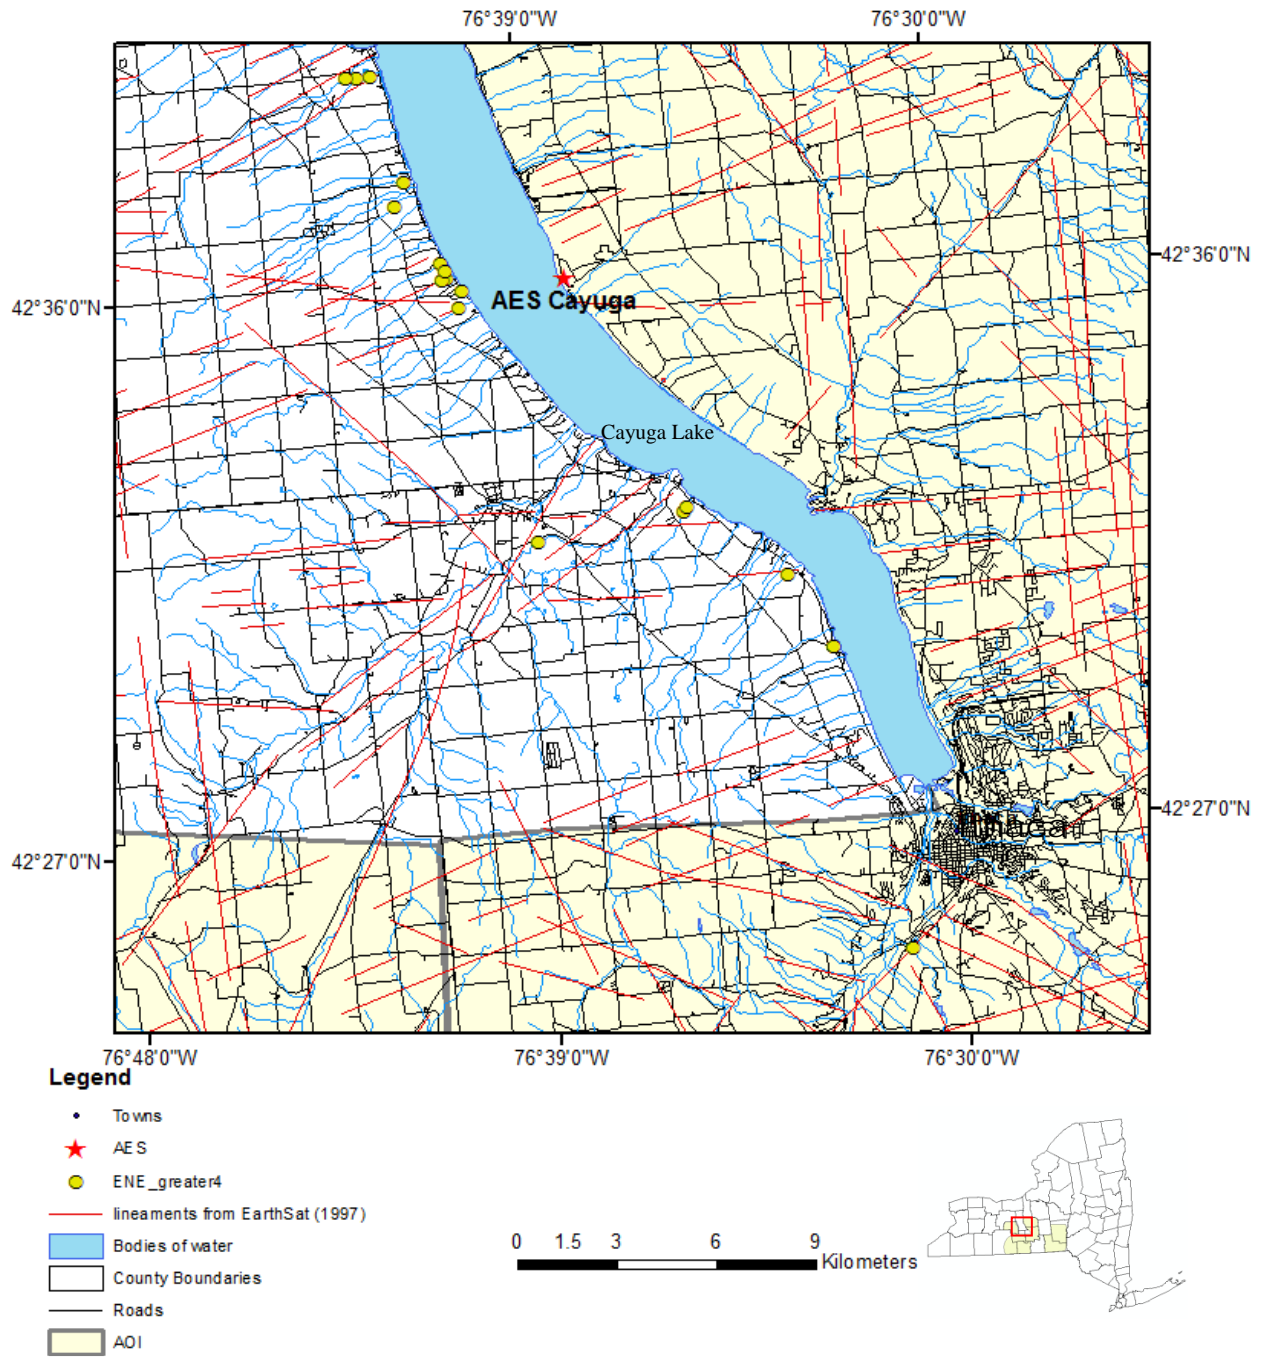 76°39'0"W 76°30'0"W
42°36'0"N
42°36'0"N
AES Cayuga
Cayuga Lake
42°27'0"N
42°27'0"N
76°48'0"W 76°39'0"W 76°30'0"W
Legend
Towns
AES
ENE_greater4
lineaments from EarthSat (1997)
Bodies of water
County Boundaries
Roads
AOI
0 1.5 3 6 9
Kilometers